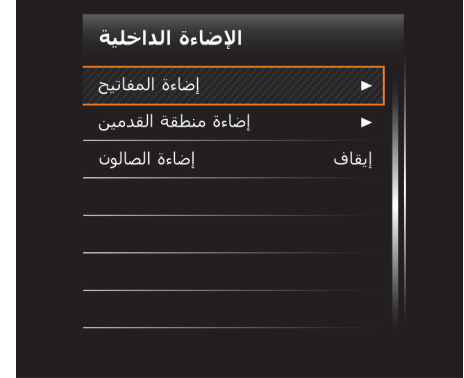 الإضاءة الداخلية
إضاءة المفاتيح ►
إضاءة منطقة القدمين ►
إضاءة الصالون إيقاف